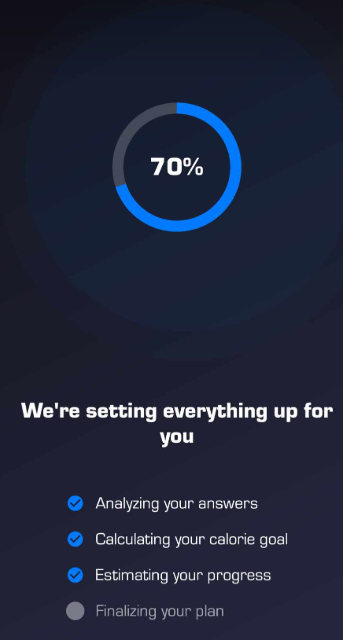 70%
We're setting everything up for
you
Analyzing your answers
Calculating your calorie goal
Estimating your progress
Finalizing your plan